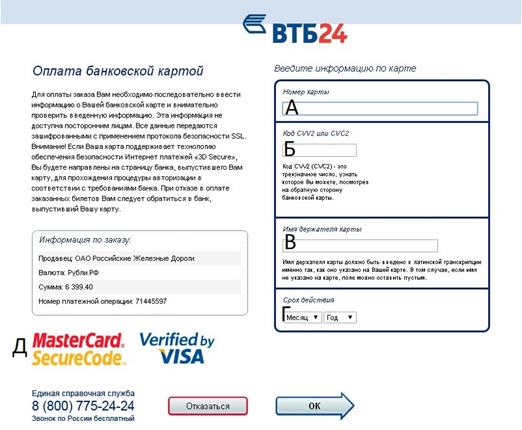 ВТБ24
Оплата банковской картой
Для оплаты заказа Вам необходимо последовательно ввести
информацию о Вашей банковской карте и внимательно
проверить введенную информацию. Эта информация не
доступна посторонним лицам. Все данные передаются
зашифрованными с применением протокола безопасности SSL.
Внимание! Если Ваша карта поддерживает технологию
обеспечения безопасности Интернет платежей «3D Secure»,
Вы будете направлены на страницу банка, выпустившего Вам
карту, для прохождения процедуры авторизации в
соответствии с требованиями банка. При отказе в оплате
заказанных билетов Вам следует обратиться в банк,
выпустивший Вашу карту.
Информация по заказу:
Продавец: ОАО Российские Железные Дороги
Валюта: Рубли РФ
Сумма: 6 399.40
Номер платежной операции: 71445597
Введите информацию по карте
Номер карты
А
Код CVV2 или CVC2
Б
Код CVV2 (CVC2) - это
трехзначное число, узнать
которое Вы можете, посмотрев
на обратную сторону
банковской карты.
Имя держателя карты
В
Имя держателя карты должно быть введено в латинской транскрипции
именно так, как оно указано на Вашей карте. В том случае, если имя
не указано на карте, поле можно оставить пустым.
Срок действия
Г Месяц Год
Д MasterCard. SecureCode™
Verified by VISA
Единая справочная служба
8 (800) 775-24-24
Звонок по России бесплатный
Отказаться
ОК